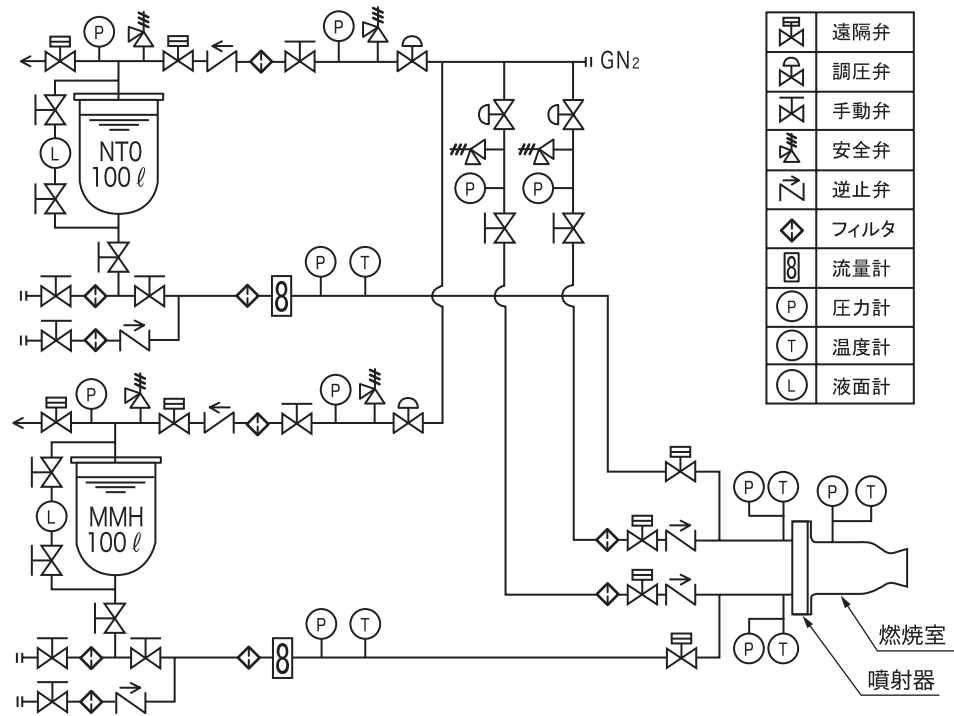 P
P
GN₂
L
NTO
100 ℓ
P
P
P
T
P
P
L
MMH
100 ℓ
P
T
P
T
P
T
P
T
燃焼室
噴射器
遠隔弁
調圧弁
手動弁
安全弁
逆止弁
フィルタ
流量計
P 圧力計
T 温度計
L 液面計